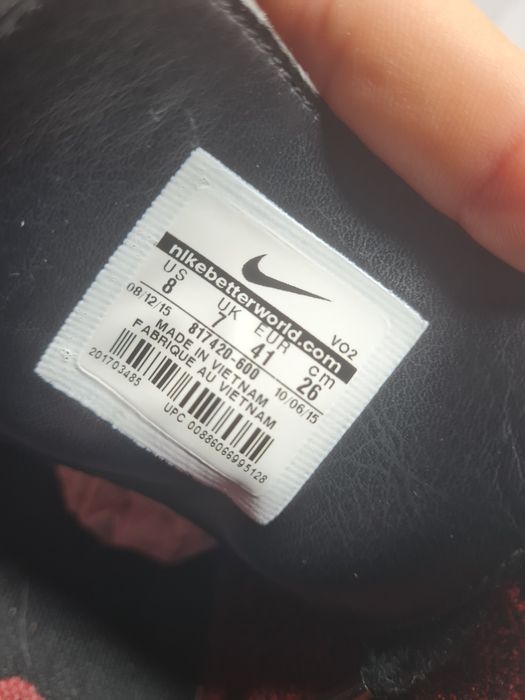 nikebetterworld.com
VO2
US UK EUR cm
8 7 41 26
08/12/15 817420-600 10/06/15
MADE IN VIETNAM
FABRIQUE AU VIETNAM
201703485
UPC 00886066995128